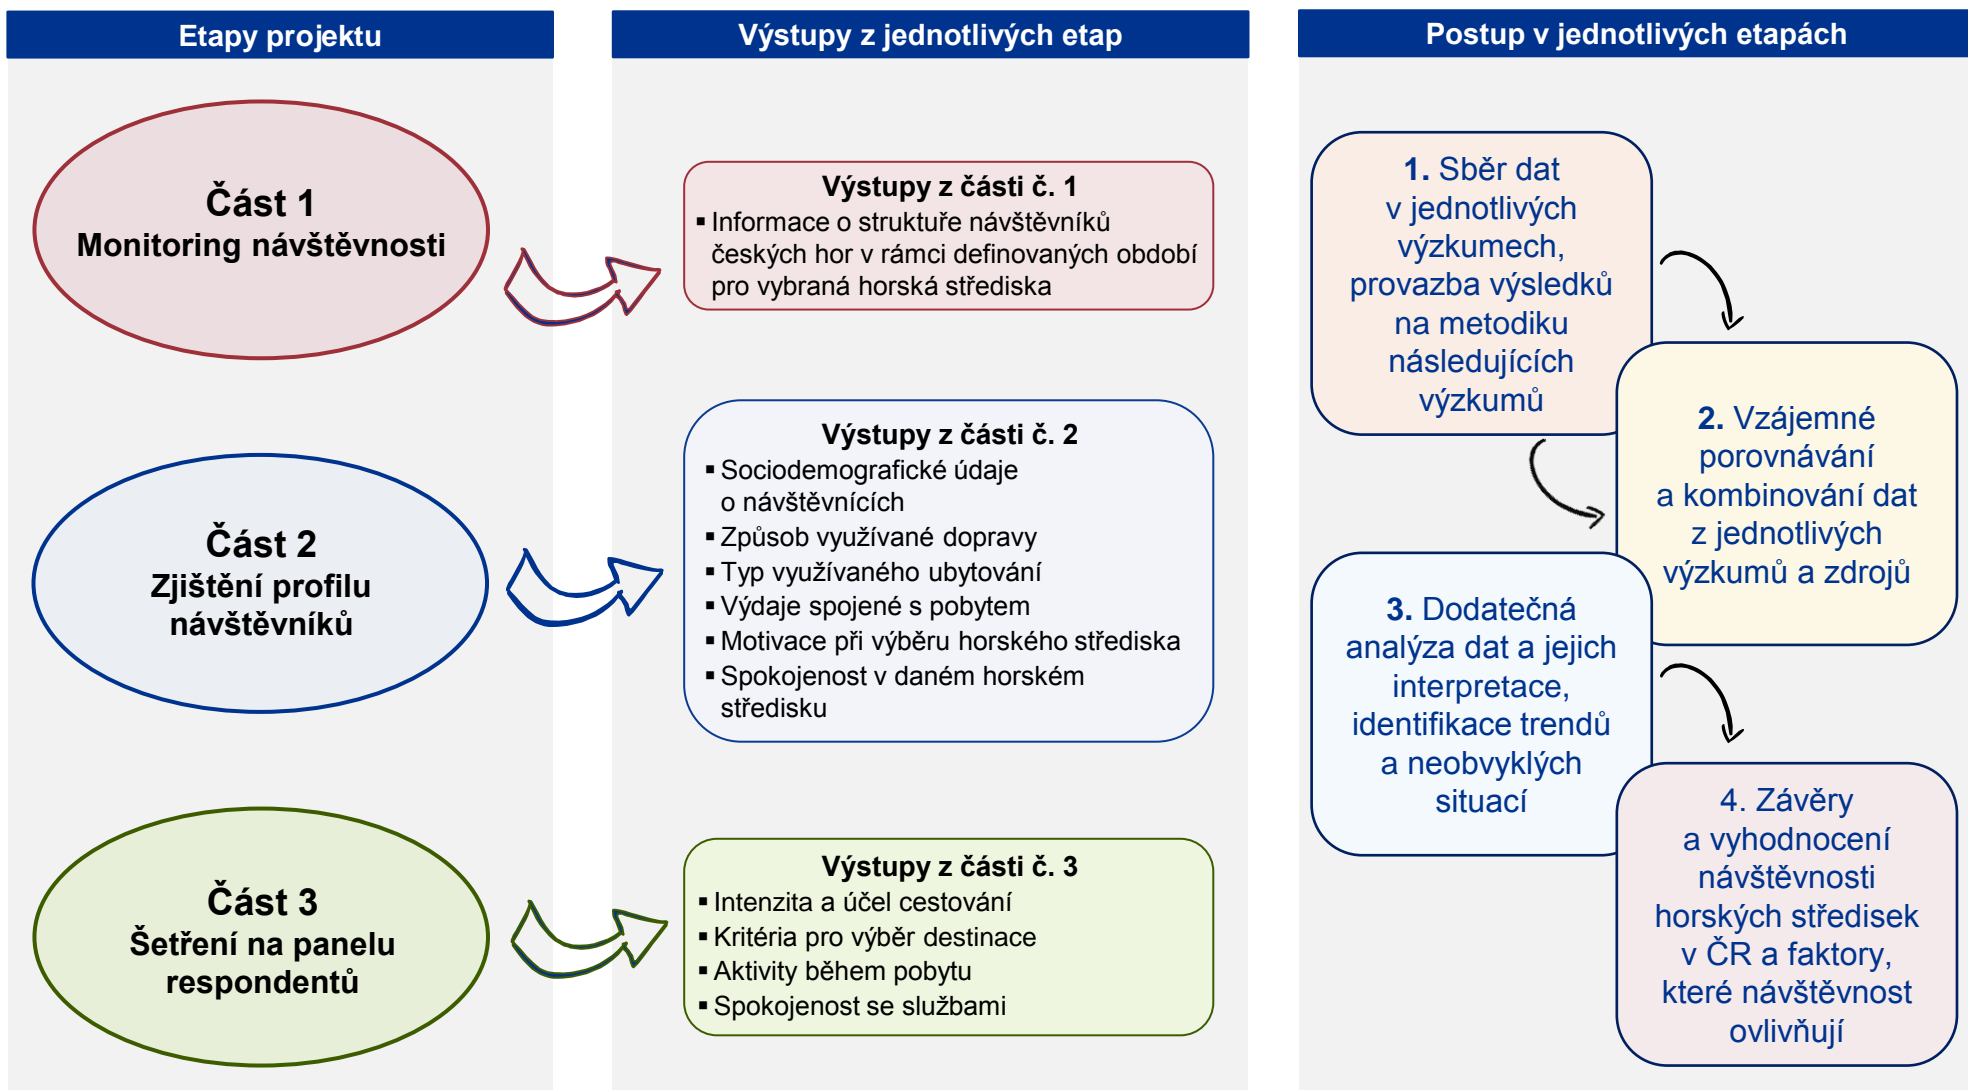 Etapy projektu
Část 1
Monitoring návštěvnosti
Část 2
Zjištění profilu
návštěvníků
Část 3
Šetření na panelu
respondentů
Výstupy z jednotlivých etap
Výstupy z části č. 1
▪ Informace o struktuře návštěvníků
českých hor v rámci definovaných období
pro vybraná horská střediska
Výstupy z části č. 2
▪ Sociodemografické údaje
o návštěvnících
▪ Způsob využívané dopravy
▪ Typ využívaného ubytování
▪ Výdaje spojené s pobytem
▪ Motivace při výběru horského střediska
▪ Spokojenost v daném horském
středisku
Výstupy z části č. 3
▪ Intenzita a účel cestování
▪ Kritéria pro výběr destinace
▪ Aktivity během pobytu
▪ Spokojenost se službami
Postup v jednotlivých etapách
1. Sběr dat
v jednotlivých
výzkumech,
provazba výsledků
na metodiku
následujících
výzkumů
2. Vzájemné
porovnávání
a kombinování dat
z jednotlivých
výzkumů a zdrojů
3. Dodatečná
analýza dat a jejich
interpretace,
identifikace trendů
a neobvyklých
situací
4. Závěry
a vyhodnocení
návštěvnosti
horských středisek
v ČR a faktory,
které návštěvnost
ovlivňují